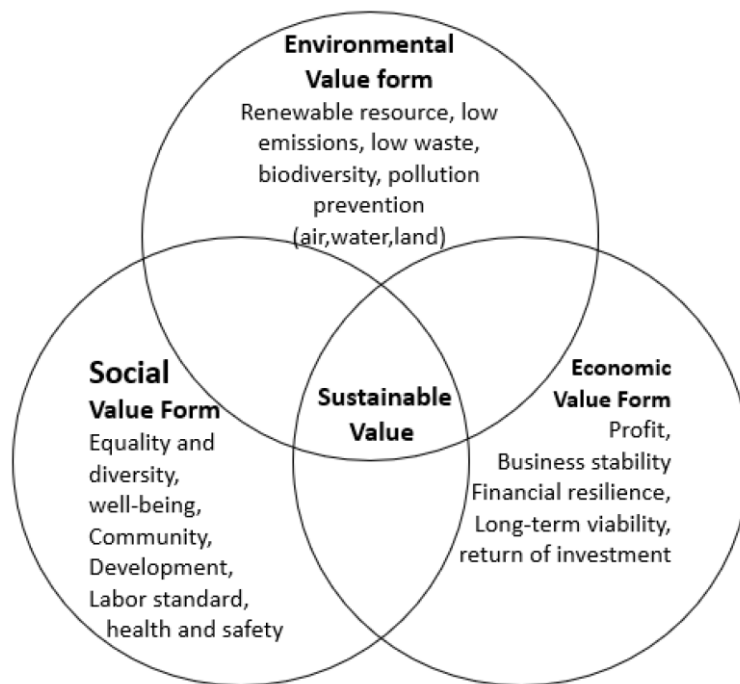 Environmental
Value form
Renewable resource, low
emissions, low waste,
biodiversity, pollution
prevention
(air,water,land)
Social
Value Form
Equality and
diversity,
well-being,
Community,
Development,
Labor standard,
health and safety
Sustainable
Value
Economic
Value Form
Profit,
Business stability
Financial resilience,
Long-term viability,
return of investment